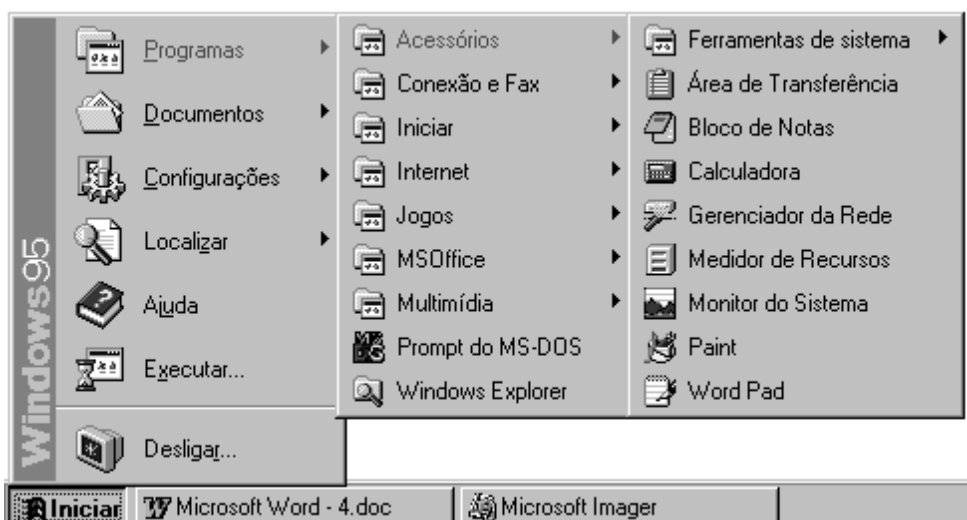 Windows95
Programas
Documentos
Configurações
Localizar
Ajuda
Executar...
Desligar...
Acessórios
Conexão e Fax
Iniciar
Internet
Jogos
MSOffice
Multimídia
Prompt do MS-DOS
Windows Explorer
Ferramentas de sistema
Área de Transferência
Bloco de Notas
Calculadora
Gerenciador da Rede
Medidor de Recursos
Monitor do Sistema
Paint
Word Pad
Iniciar
Microsoft Word - 4.doc
Microsoft Imager